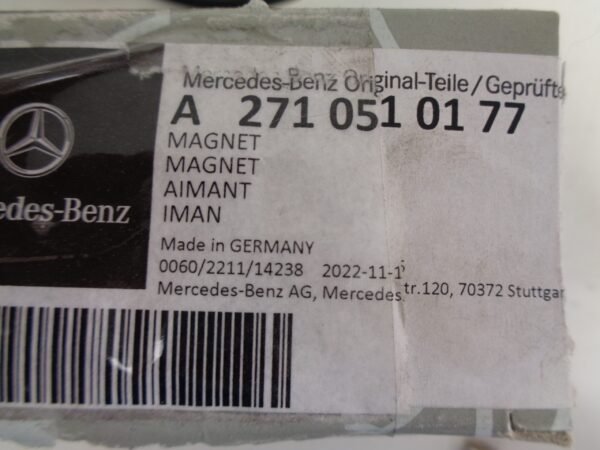 Mercedes-Benz Original-Teile/Geprüft
A 271 051 01 77
MAGNET
MAGNET
AIMANT
IMAN
edes-Benz
Made in GERMANY
0060/2211/14238 2022-11-1
Mercedes-Benz AG, Mercedes tr.120, 70372 Stuttgar